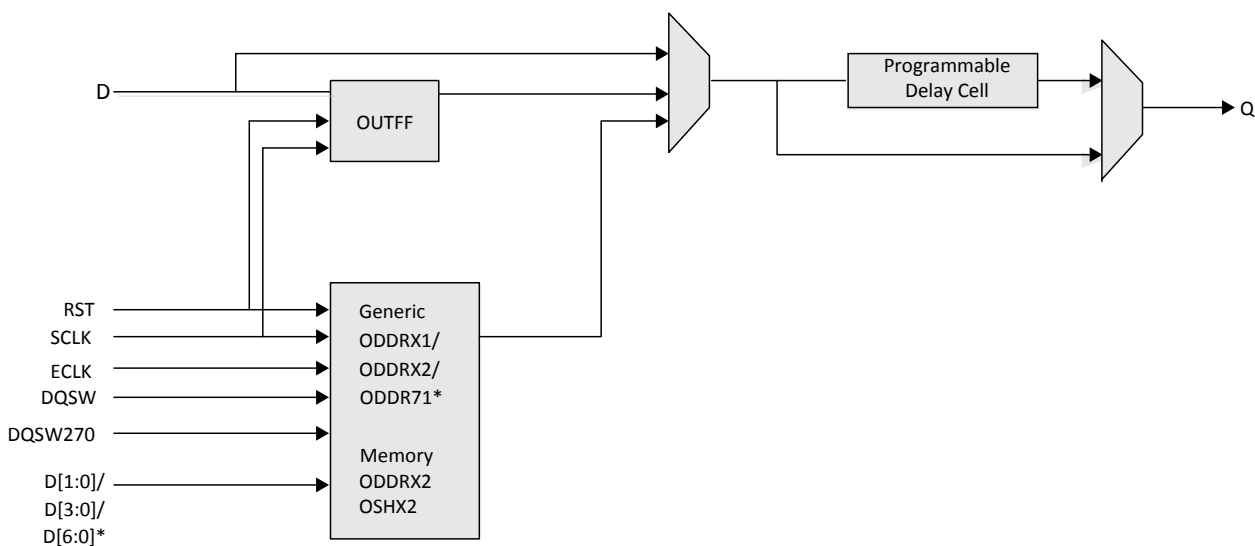 D
OUTFF
Programmable
Delay Cell
Q
RST
SCLK
ECLK
DQSW
DQSW270
D[1:0]/
D[3:0]/
D[6:0]*
Generic
ODDRX1/
ODDRX2/
ODDR71*
Memory
ODDRX2
OSHX2